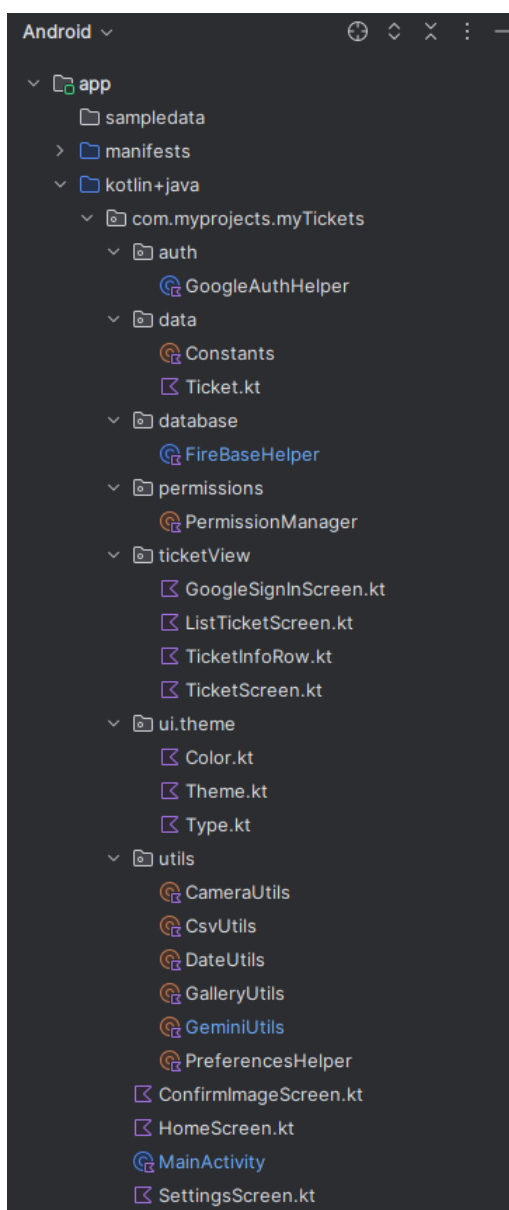 Android
app
sampledata
manifests
kotlin+java
com.myprojects.myTickets
auth
GoogleAuthHelper
data
Constants
Ticket.kt
database
FireBaseHelper
permissions
PermissionManager
ticketView
GoogleSignInScreen.kt
ListTicketScreen.kt
TicketInfoRow.kt
TicketScreen.kt
ui.theme
Color.kt
Theme.kt
Type.kt
utils
CameraUtils
CsvUtils
DateUtils
GalleryUtils
GeminiUtils
PreferencesHelper
ConfirmImageScreen.kt
HomeScreen.kt
MainActivity
SettingsScreen.kt